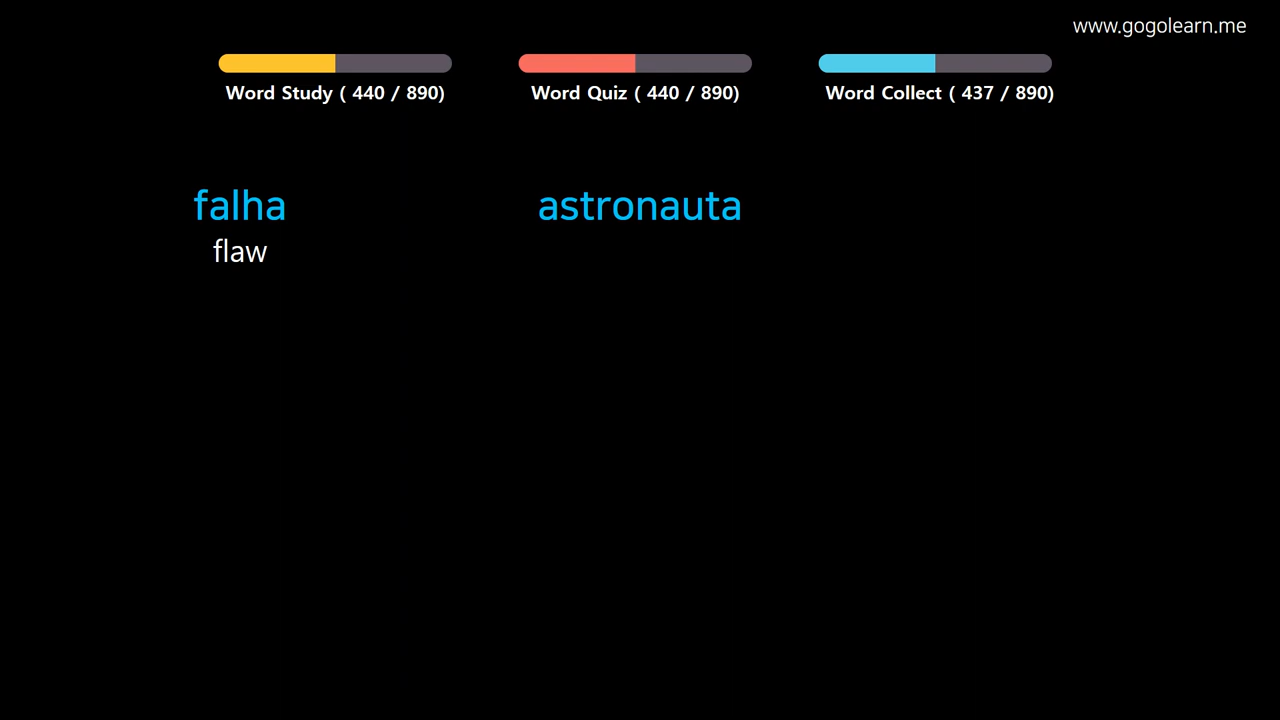 www.gogolearn.me
Word Study ( 440 / 890)
Word Quiz ( 440 / 890)
Word Collect ( 437 / 890)
falha
flaw
astronauta